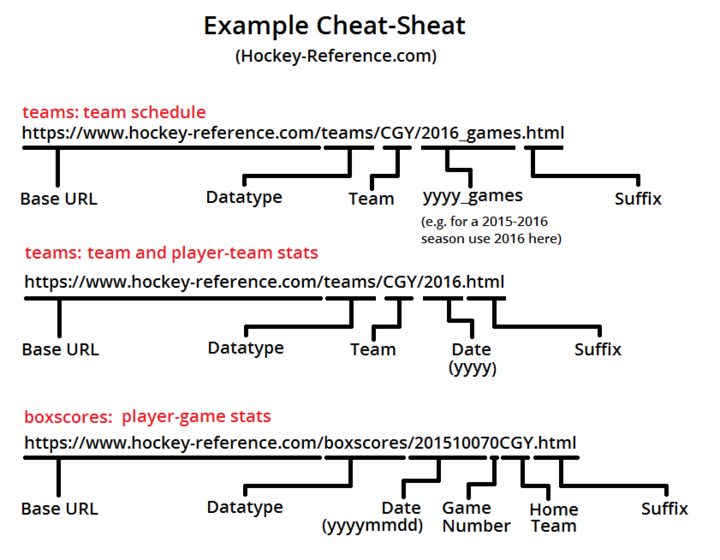 Example Cheat-Sheat
(Hockey-Reference.com)
teams: team schedule
https://www.hockey-reference.com/teams/CGY/2016_games.html
Base URL
Datatype
Team
yyyy_games
Suffix
(e.g. for a 2015-2016
season use 2016 here)
teams: team and player-team stats
https://www.hockey-reference.com/teams/CGY/2016.html
Base URL
Datatype
Team
Date
(yyyy)
Suffix
boxscores: player-game stats
https://www.hockey-reference.com/boxscores/201510070CGY.html
Base URL
Datatype
Date
(yyyymmdd)
Game
Number
Home
Team
Suffix